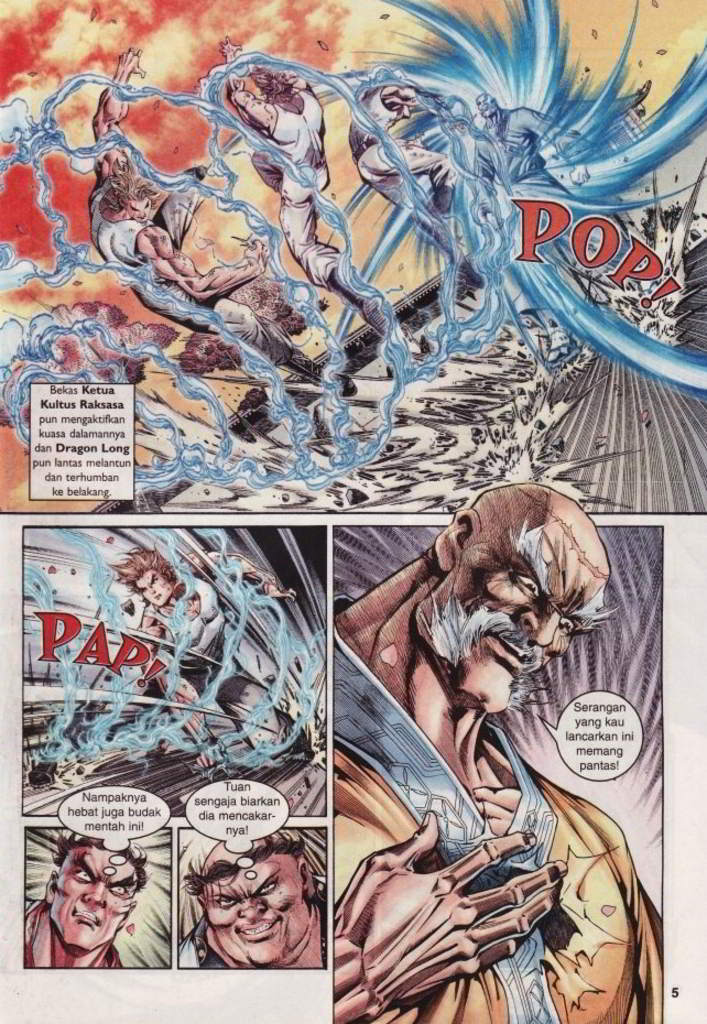 POP!
Bekas Ketua
Kultus Raksasa
pun mengaktifkan
kuasa dalamannya
dan Dragon Long
pun lantas melantun
dan terhumban
ke belakang.
PAP!
Nampaknya
hebat juga budak
mentah ini!
Tuan
sengaja biarkan
dia mencakar-
nya!
Serangan
yang kau
lancarkan ini
memang
pantas!
5